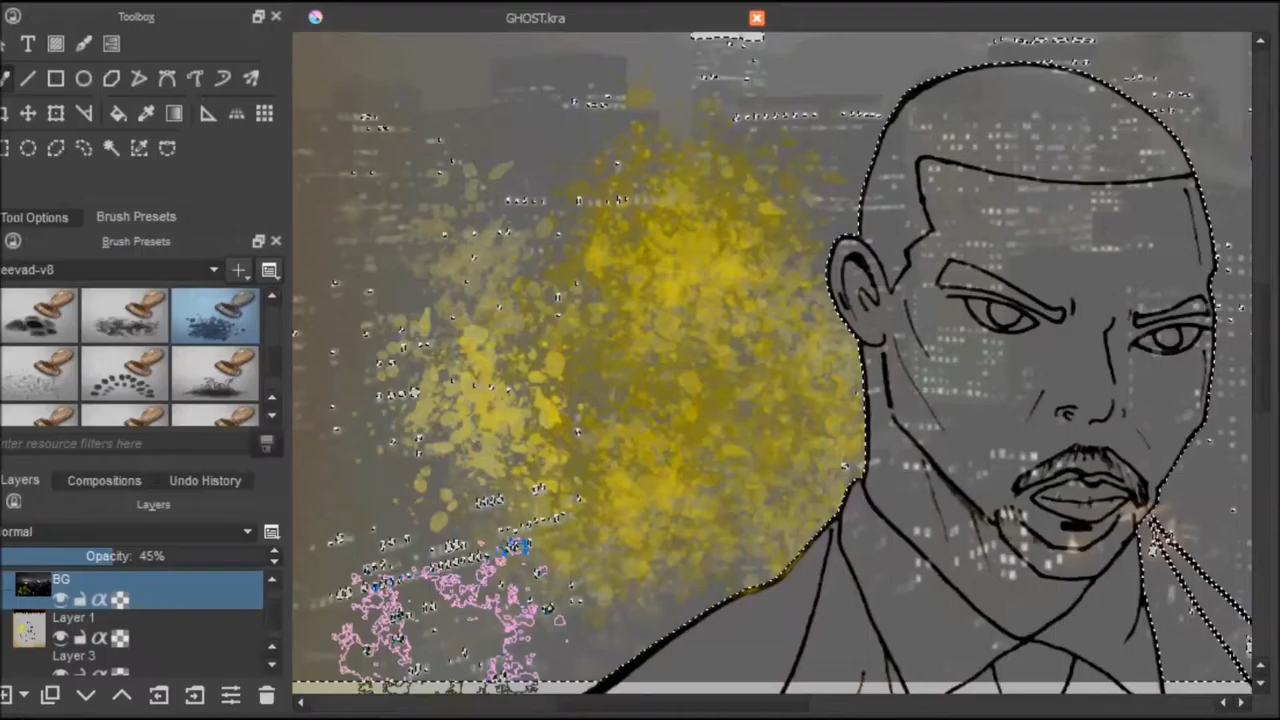 Toolbox
GHOST.kra
T
Tool Options
Brush Presets
Brush Presets
eevad-v8
nter resource filters here
Layers
Compositions
Undo History
Layers
ormal
Opacity: 45%
BG
Layer 1
Layer 3